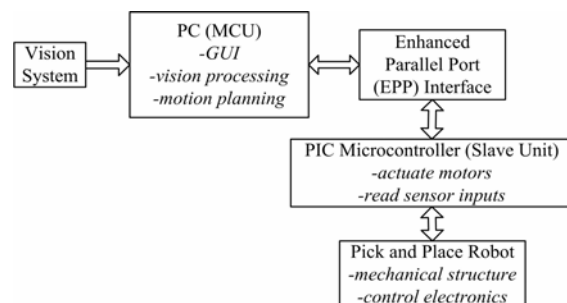 Vision
System
PC (MCU)
-GUI
-vision processing
-motion planning
Enhanced
Parallel Port
(EPP) Interface
PIC Microcontroller (Slave Unit)
-actuate motors
-read sensor inputs
Pick and Place Robot
-mechanical structure
-control electronics